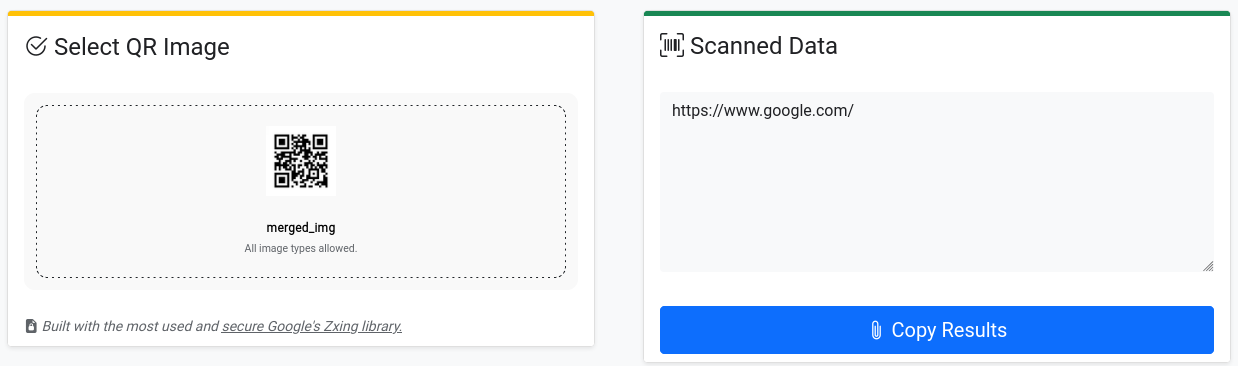 Select QR Image
merged_img
All image types allowed.
Built with the most used and secure Google's Zxing library.
Scanned Data
https://www.google.com/
Copy Results